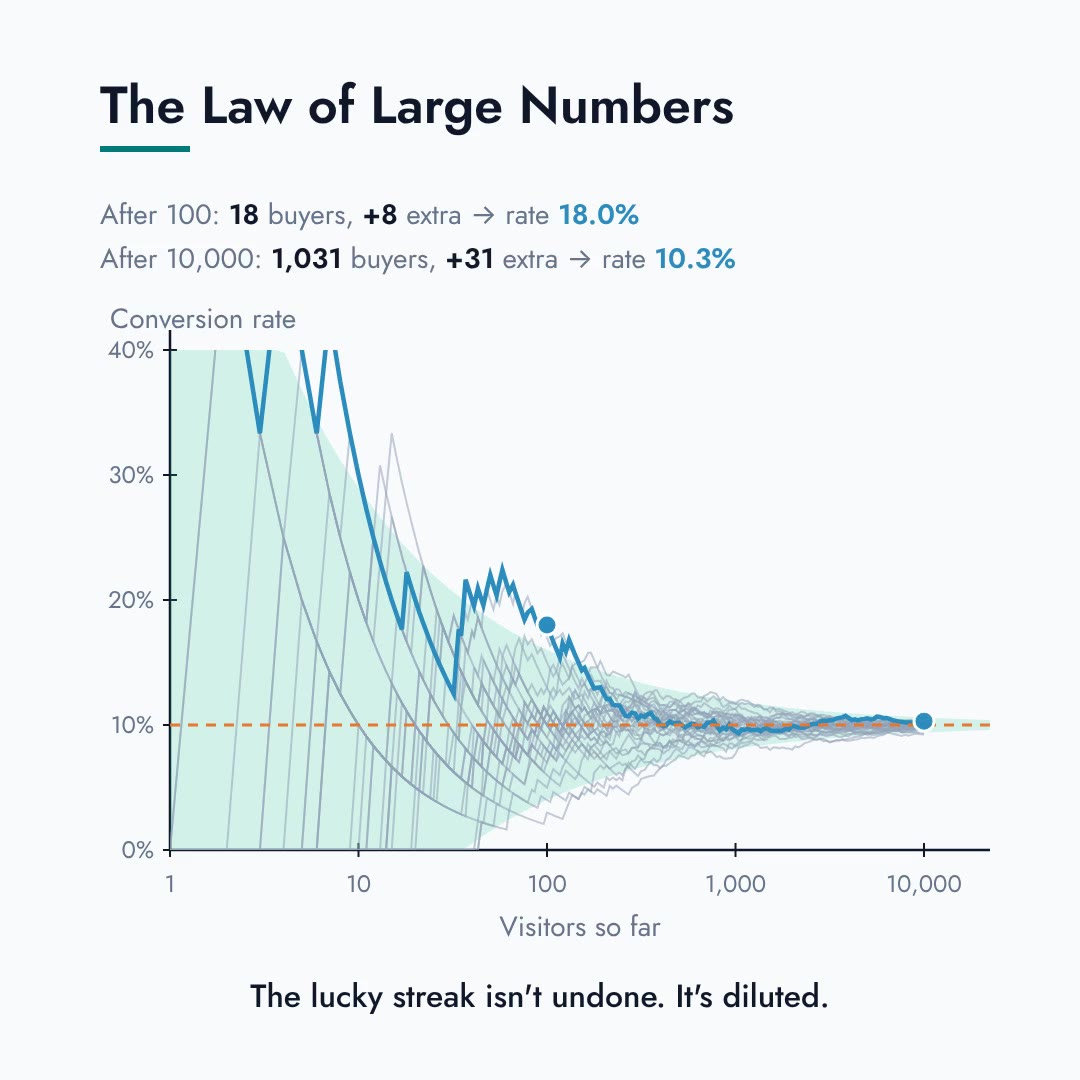 The Law of Large Numbers
After 100: 18 buyers, +8 extra → rate 18.0%
After 10,000: 1,031 buyers, +31 extra → rate 10.3%
Conversion rate
40%
30%
20%
10%
0%
1 10 100 1,000 10,000
Visitors so far
The lucky streak isn't undone. It's diluted.